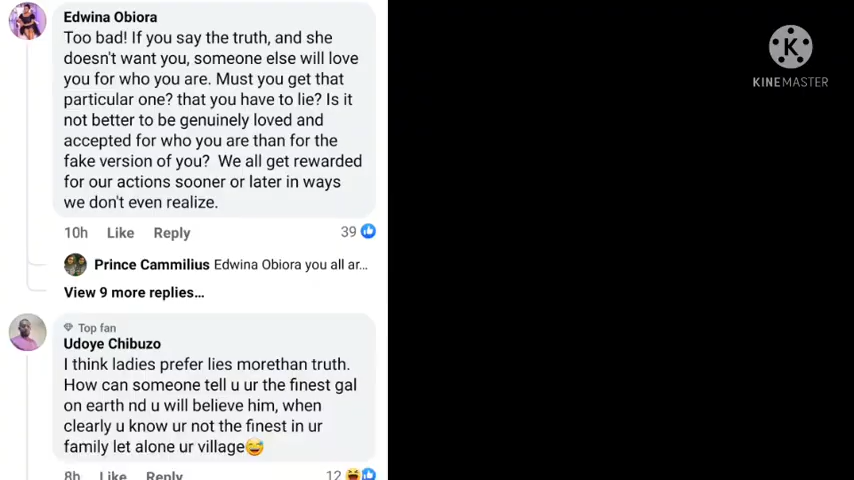 Edwina Obiora
Too bad! If you say the truth, and she
doesn't want you, someone else will love
you for who you are. Must you get that
particular one? that you have to lie? Is it
not better to be genuinely loved and
accepted for who you are than for the
fake version of you? We all get rewarded
for our actions sooner or later in ways
we don't even realize.
10h Like Reply 39
Prince Cammilius Edwina Obiora you all ar...
View 9 more replies...
Top fan
Udoye Chibuzo
I think ladies prefer lies morethan truth.
How can someone tell u ur the finest gal
on earth nd u will believe him, when
clearly u know ur not the finest in ur
family let alone ur village😅
8h Like Reply 12
K
KINEMASTER